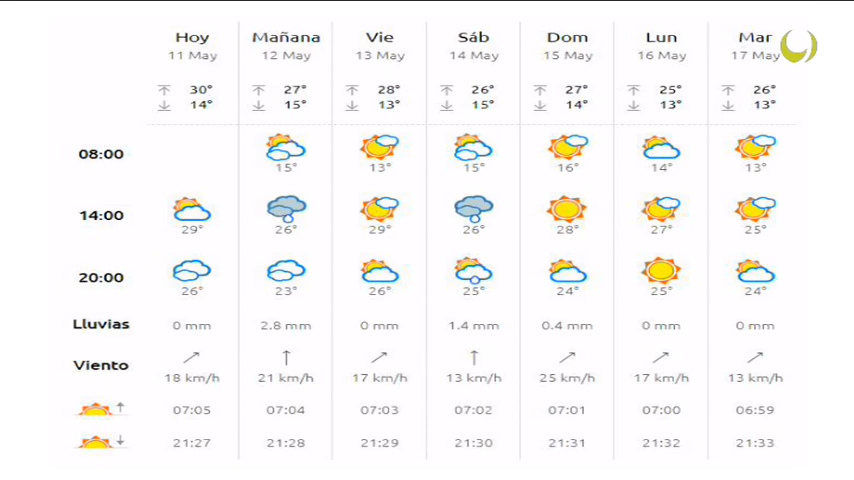 Hoy Mañana Vie Sáb Dom Lun Mar
11 May 12 May 13 May 14 May 15 May 16 May 17 May
30° 27° 28° 26° 27° 25° 26°
14° 15° 13° 15° 14° 13° 13°
08:00
15° 13° 15° 16° 14° 13°
14:00
29° 26° 29° 26° 28° 27° 25°
20:00
26° 23° 26° 25° 24° 25° 24°
Lluvias 0 mm 2.8 mm 0 mm 1.4 mm 0.4 mm 0 mm 0 mm
Viento
18 km/h 21 km/h 17 km/h 13 km/h 25 km/h 17 km/h 13 km/h
07:05 07:04 07:03 07:02 07:01 07:00 06:59
21:27 21:28 21:29 21:30 21:31 21:32 21:33